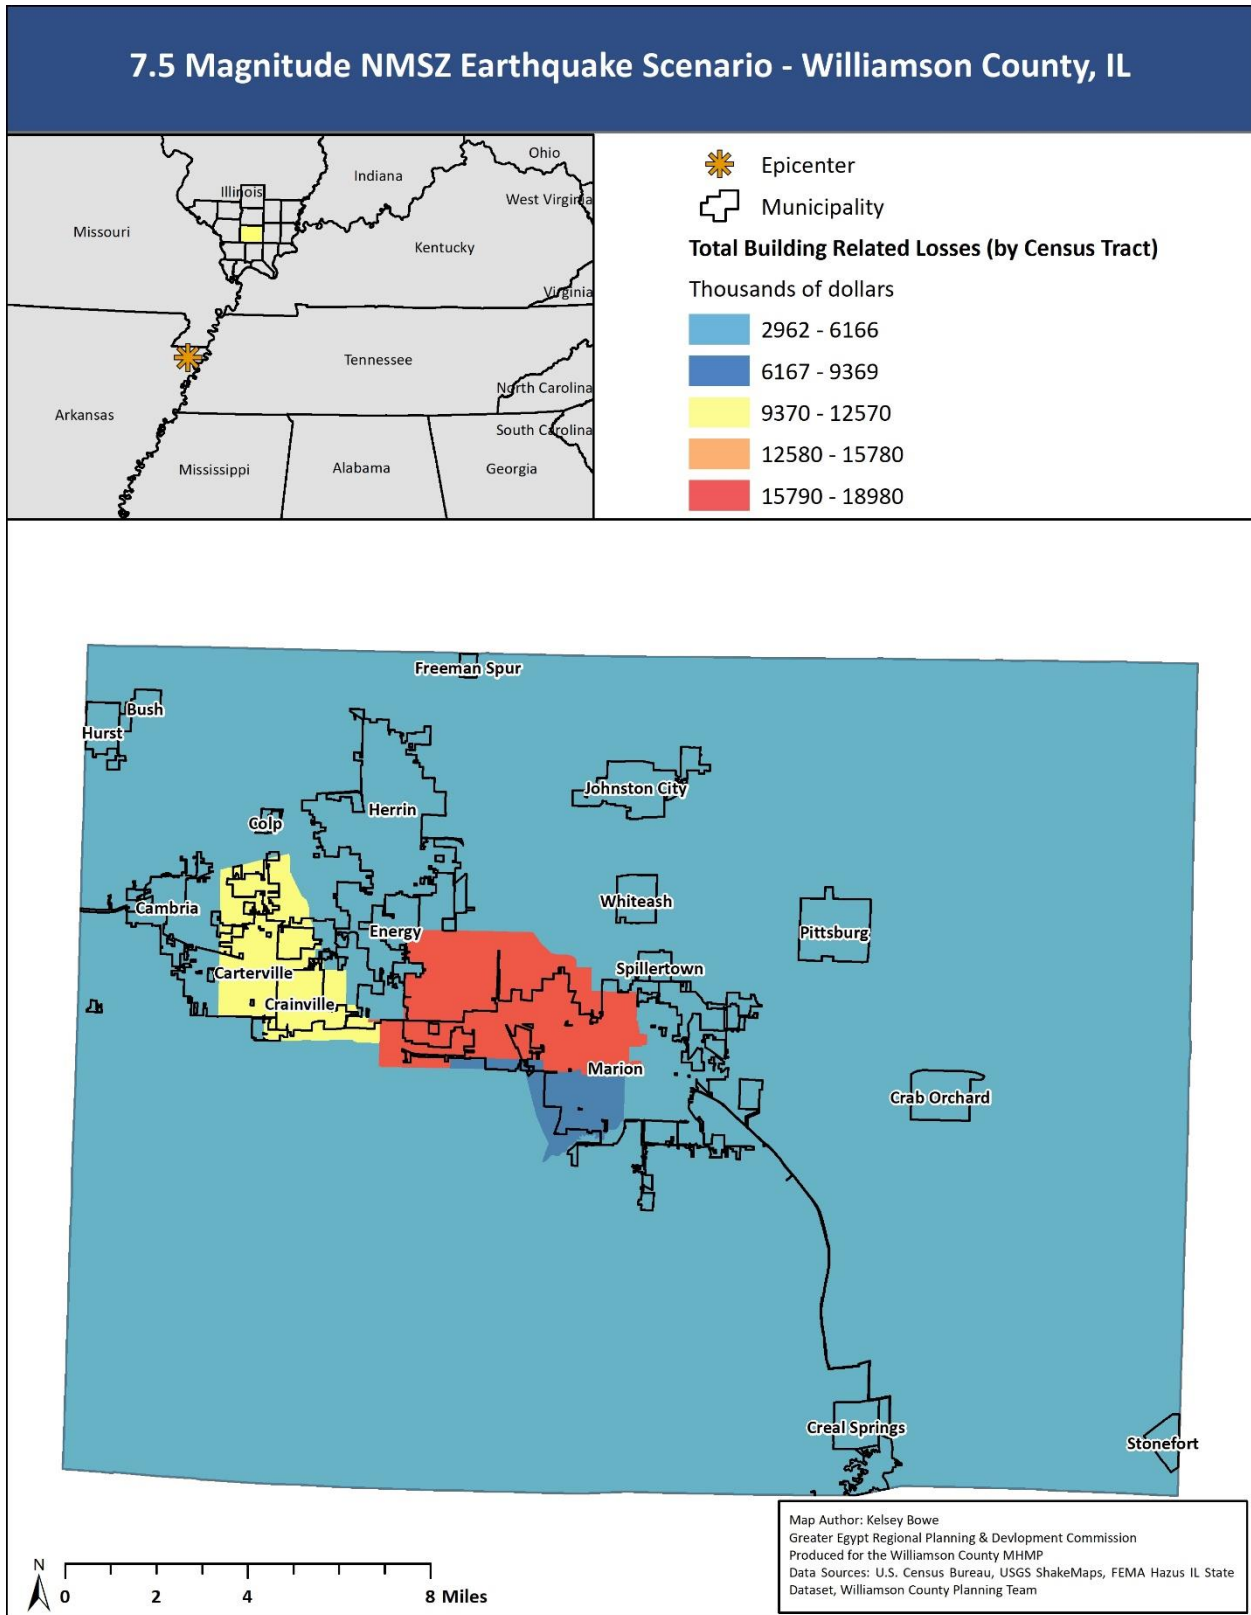 7.5 Magnitude NMSZ Earthquake Scenario - Williamson County, IL
Ohio
Indiana
Illinois
West Virginia
Missouri
Kentucky
Virginia
Tennessee
North Carolina
Arkansas
South Carolina
Mississippi
Alabama
Georgia
Epicenter
Municipality
Total Building Related Losses (by Census Tract)
Thousands of dollars
2962 - 6166
6167 - 9369
9370 - 12570
12580 - 15780
15790 - 18980
Freeman Spur
Bush
Hurst
Johnston City
Herrin
Colp
Whiteash
Cambria
Energy
Pittsburg
Spillertown
Carterville
Crainville
Marion
Crab Orchard
Creal Springs
Stonefort
Map Author: Kelsey Bowe
Greater Egypt Regional Planning & Devlopment Commission
Produced for the Williamson County MHMP
Data Sources: U.S. Census Bureau, USGS ShakeMaps, FEMA Hazus IL State
Dataset, Williamson County Planning Team
N
0 2 4 8 Miles